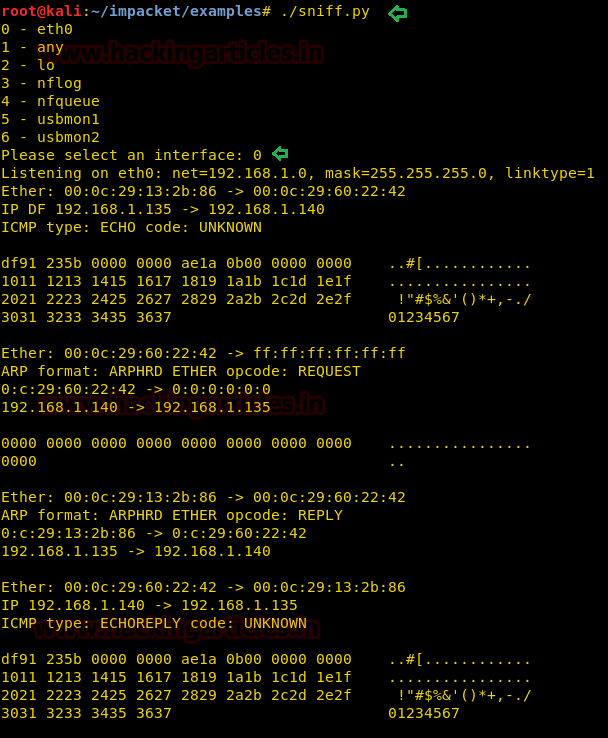 root@kali:~/impacket/examples# ./sniff.py
0 - eth0
1 - any
www.hackingarticles.in
2 - lo
3 - nflog
4 - nfqueue
5 - usbmon1
6 - usbmon2
Please select an interface: 0
Listening on eth0: net=192.168.1.0, mask=255.255.255.0, linktype=1
Ether: 00:0c:29:13:2b:86 -> 00:0c:29:60:22:42
IP DF 192.168.1.135 -> 192.168.1.140
ICMP type: ECHO code: UNKNOWN
df91 235b 0000 0000 ae1a 0b00 0000 0000    ..#[............
1011 1213 1415 1617 1819 1a1b 1c1d 1e1f    ................
2021 2223 2425 2627 2829 2a2b 2c2d 2e2f     !"#$%&'()*+,-./
3031 3233 3435 3637                        01234567
Ether: 00:0c:29:60:22:42 -> ff:ff:ff:ff:ff:ff
ARP format: ARPHRD ETHER opcode: REQUEST
0:c:29:60:22:42 -> 0:0:0:0:0:0
192.168.1.140 -> 192.168.1.135
www.hackingarticles.in
0000 0000 0000 0000 0000 0000 0000 0000    ................
0000                                       ..
Ether: 00:0c:29:13:2b:86 -> 00:0c:29:60:22:42
ARP format: ARPHRD ETHER opcode: REPLY
0:c:29:13:2b:86 -> 0:c:29:60:22:42
192.168.1.135 -> 192.168.1.140
Ether: 00:0c:29:60:22:42 -> 00:0c:29:13:2b:86
IP 192.168.1.140 -> 192.168.1.135
ICMP type: ECHOREPLY code: UNKNOWN
www.hackingarticles.in
df91 235b 0000 0000 ae1a 0b00 0000 0000    ..#[............
1011 1213 1415 1617 1819 1a1b 1c1d 1e1f    ................
2021 2223 2425 2627 2829 2a2b 2c2d 2e2f     !"#$%&'()*+,-./
3031 3233 3435 3637                        01234567